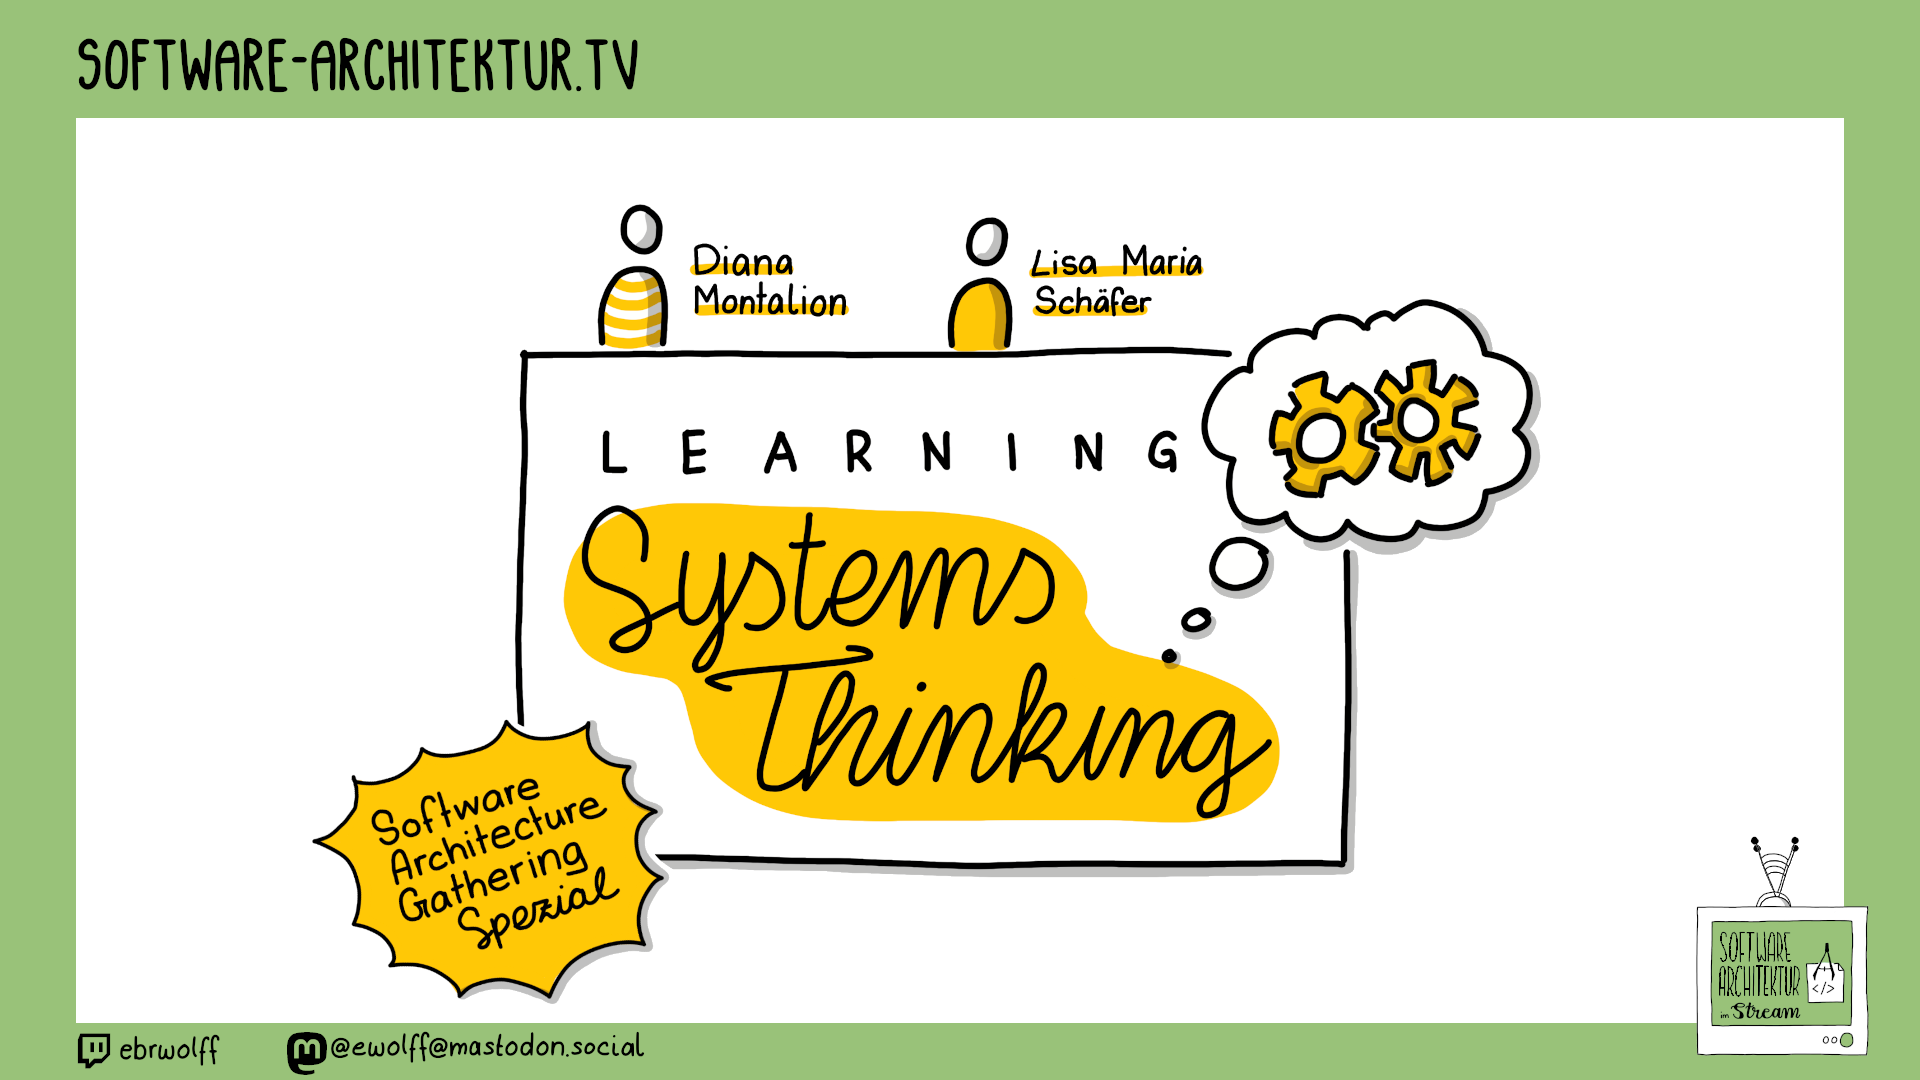 SOFTWARE-ARCHITEKTUR.TV
Diana
Montalion
Lisa Maria
Schäfer
LEARNING
Systems
Thinking
Software
Architecture
Gathering
Spezial
SOFTWARE
ARCHITEKTUR
</>
im Stream
ebrwolff
@ewolff@mastodon.social